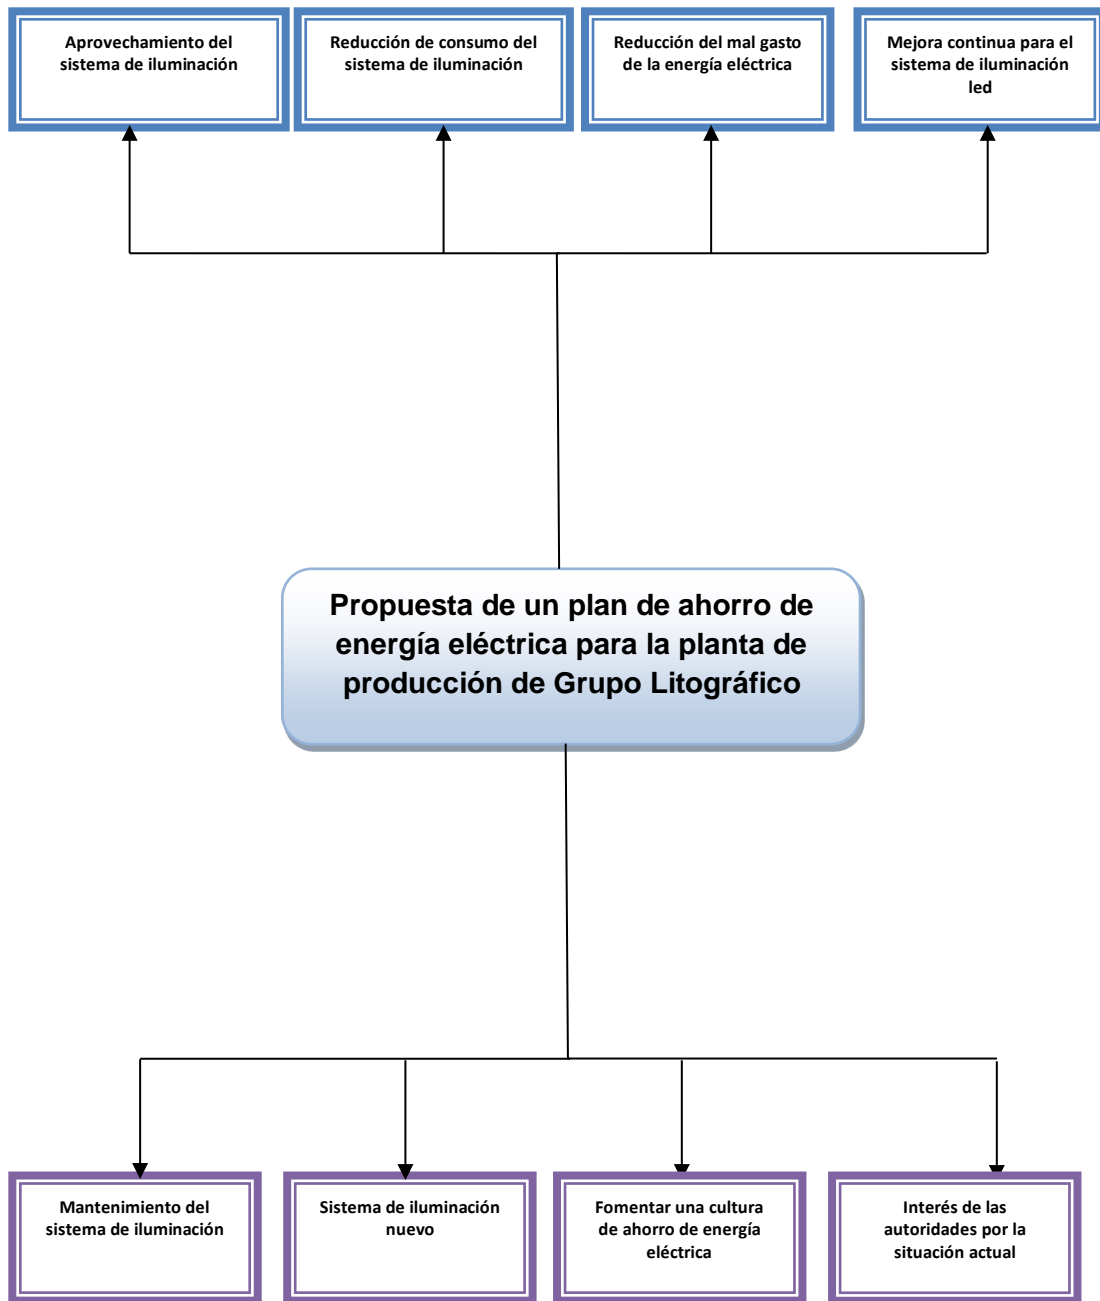 Aprovechamiento del
sistema de iluminación
Reducción de consumo del
sistema de iluminación
Reducción del mal gasto
de la energía eléctrica
Mejora continua para el
sistema de iluminación
led
Propuesta de un plan de ahorro de
energía eléctrica para la planta de
producción de Grupo Litográfico
Mantenimiento del
sistema de iluminación
Sistema de iluminación
nuevo
Fomentar una cultura
de ahorro de energía
eléctrica
Interés de las
autoridades por la
situación actual